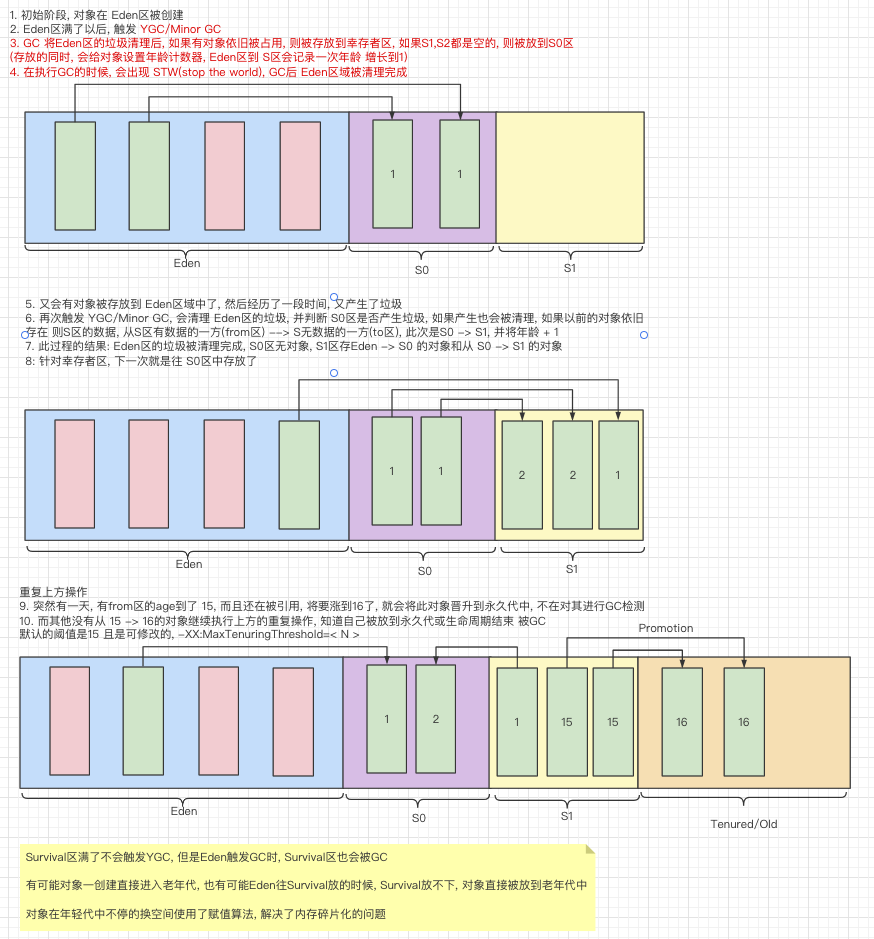 1. 初始阶段, 对象在 Eden区被创建
2. Eden区满了以后, 触发 YGC/Minor GC
3. GC 将Eden区的垃圾清理后, 如果有对象依旧被占用, 则被存放到幸存者区, 如果S1,S2都是空的, 则被放到S0区
(存放的同时, 会给对象设置年龄计数器, Eden区到 S区会记录一次年龄 增长到1)
4. 在执行GC的时候, 会出现 STW(stop the world), GC后 Eden区域被清理完成
1 1
Eden S0 S1
5. 又会有对象被存放到 Eden区域中了, 然后经历了一段时间, 又产生了垃圾
6. 再次触发 YGC/Minor GC, 会清理 Eden区的垃圾, 并判断 S0区是否产生垃圾, 如果产生也会被清理, 如果以前的对象依旧
存在 则S区的数据, 从S区有数据的一方(from区) --> S无数据的一方(to区), 此次是S0 -> S1, 并将年龄 + 1
7. 此过程的结果: Eden区的垃圾被清理完成, S0区无对象, S1区存Eden -> S0 的对象和从 S0 -> S1 的对象
8: 针对幸存者区, 下一次就是往 S0区中存放了
1 1 2 2 1
Eden S0 S1
重复上方操作
9. 突然有一天, 有from区的age到了 15, 而且还在被引用, 将要涨到16了, 就会将此对象晋升到永久代中, 不在对其进行GC检测
10. 而其他没有从 15 -> 16的对象继续执行上方的重复操作, 知道自己被放到永久代或生命周期结束 被GC
默认的阈值是15 且是可修改的, -XX:MaxTenuringThreshold=< N >
Promotion
1 2 1 15 15 16 16
Eden S0 S1 Tenured/Old
Survival区满了不会触发YGC, 但是Eden触发GC时, Survival区也会被GC
有可能对象一创建直接进入老年代, 也有可能Eden往Survival放的时候, Survival放不下, 对象直接被放到老年代中
对象在年轻代中不停的换空间使用了赋值算法, 解决了内存碎片化的问题